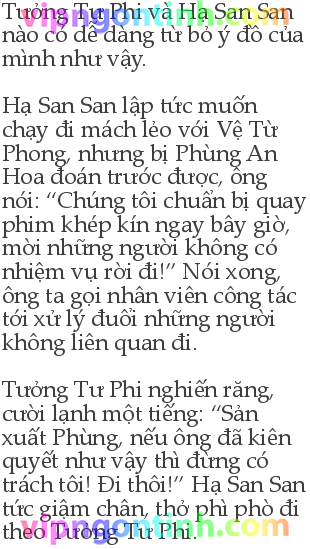 Tưởng Tư Phi và Hạ San San
nào có dễ dàng từ bỏ ý đồ của
mình như vậy.
Hạ San San lập tức muốn
chạy đi mách lẻo với Vệ Từ
Phong, nhưng bị Phùng An
Hoa đoán trước được, ông
nói: “Chúng tôi chuẩn bị quay
phim khép kín ngay bây giờ,
mời những người không có
nhiệm vụ rời đi!” Nói xong,
ông ta gọi nhân viên công tác
tới xử lý đuổi những người
không liên quan đi.
Tưởng Tư Phi nghiến răng,
cười lạnh một tiếng: “Sản
xuất Phùng, nếu ông đã kiên
quyết như vậy thì đừng có
trách tôi! Đi thôi!” Hạ San San
tức giậm chân, thở phì phò đi
theo Tưởng Tư Phi.
vipngontinh.com
vipngontinh.com